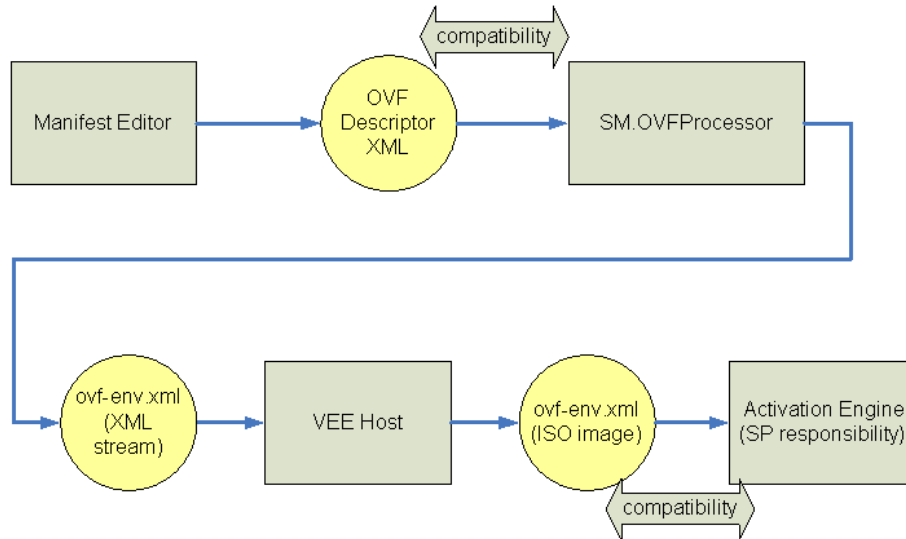 compatibility
Manifest Editor
OVF
Descriptor
XML
SM.OVFProcessor
ovf-env.xml
(XML
stream)
VEE Host
ovf-env.xml
(ISO image)
Activation Engine
(SP responsibility)
compatibility